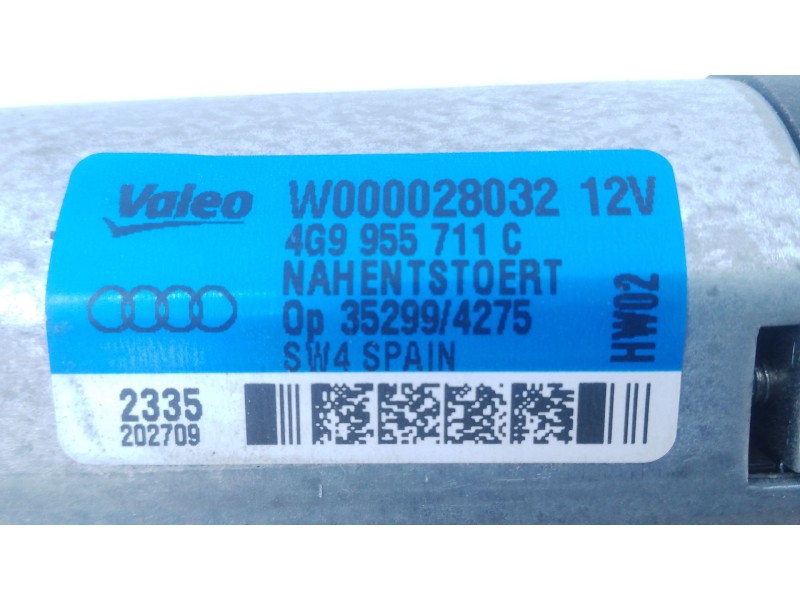 Valeo W000028032 12V
4G9 955 711 C
NAHENTSTOERT
Op 35299/4275
SW4 SPAIN
HW02
2335
202709